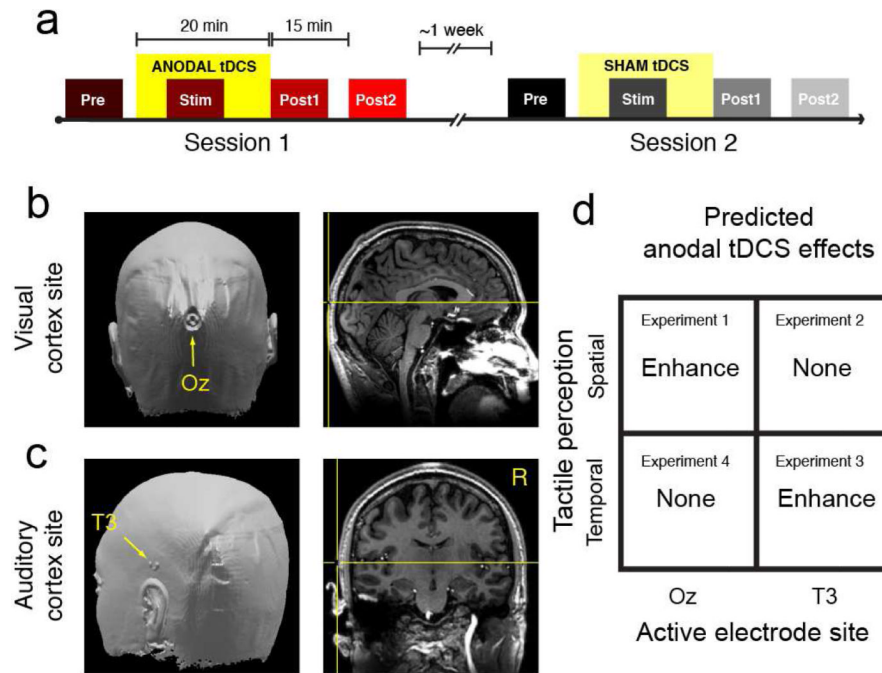 a
20 min
15 min
~1 week
ANODAL tDCS
SHAM tDCS
Pre
Stim
Post1
Post2
Pre
Stim
Post1
Post2
Session 1
Session 2
b
Visual
cortex site
Oz
c
Auditory
cortex site
T3
R
d
Predicted
anodal tDCS effects
Tactile perception
Spatial
Temporal
Experiment 1
Enhance
Experiment 2
None
Experiment 4
None
Experiment 3
Enhance
Oz
T3
Active electrode site